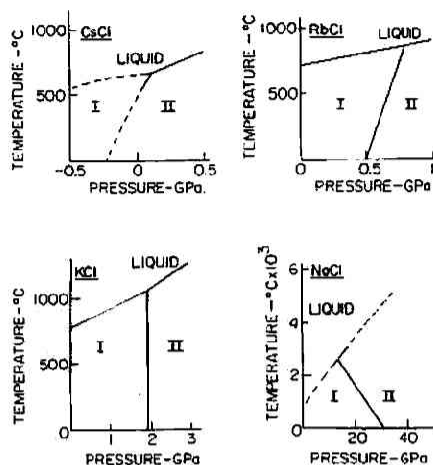 CsCl
LIQUID
I
II
1000
500
0
-0.5
0
0.5
TEMPERATURE-°C
PRESSURE-GPa.
RbCl
LIQUID
I
II
1000
500
0
0
0.5
1
TEMPERATURE-°C
PRESSURE-GPa
KCl
LIQUID
I
II
1000
500
0
1
2
3
TEMPERATURE-°C
PRESSURE-GPa
NaCl
LIQUID
I
II
6
4
2
0
20
40
TEMPERATURE-°C×10³
PRESSURE-GPa